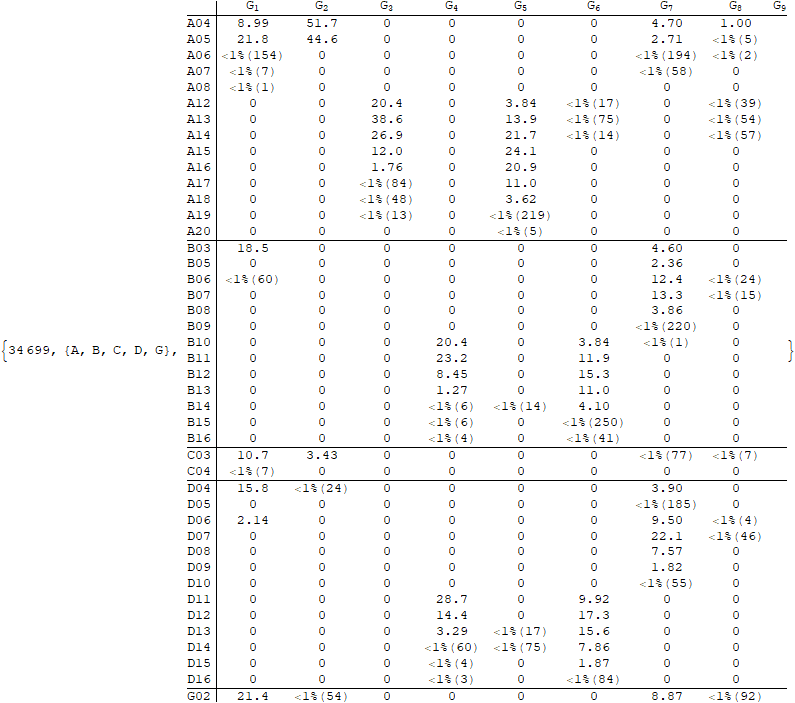 G1 G2 G3 G4 G5 G6 G7 G8 G9
A04 8.99 51.7 0 0 0 0 4.70 1.00
A05 21.8 44.6 0 0 0 0 2.71 <1%(5)
A06 <1%(154) 0 0 0 0 0 <1%(194) <1%(2)
A07 <1%(7) 0 0 0 0 0 <1%(58) 0
A08 <1%(1) 0 0 0 0 0 0 0
A12 0 0 20.4 0 3.84 <1%(17) 0 <1%(39)
A13 0 0 38.6 0 13.9 <1%(75) 0 <1%(54)
A14 0 0 26.9 0 21.7 <1%(14) 0 <1%(57)
A15 0 0 12.0 0 24.1 0 0 0
A16 0 0 1.76 0 20.9 0 0 0
A17 0 0 <1%(84) 0 11.0 0 0 0
A18 0 0 <1%(48) 0 3.62 0 0 0
A19 0 0 <1%(13) 0 <1%(219) 0 0 0
A20 0 0 0 0 <1%(5) 0 0 0
B03 18.5 0 0 0 0 0 4.60 0
B05 0 0 0 0 0 0 2.36 0
B06 <1%(60) 0 0 0 0 0 12.4 <1%(24)
B07 0 0 0 0 0 0 13.3 <1%(15)
B08 0 0 0 0 0 0 3.86 0
B09 0 0 0 0 0 0 <1%(220) 0
{34699, {A, B, C, D, G}, B10 0 0 0 20.4 0 3.84 <1%(1) 0 }
B11 0 0 0 23.2 0 11.9 0 0
B12 0 0 0 8.45 0 15.3 0 0
B13 0 0 0 1.27 0 11.0 0 0
B14 0 0 0 <1%(6) <1%(14) 4.10 0 0
B15 0 0 0 <1%(6) 0 <1%(250) 0 0
B16 0 0 0 <1%(4) 0 <1%(41) 0 0
C03 10.7 3.43 0 0 0 0 <1%(77) <1%(7)
C04 <1%(7) 0 0 0 0 0 0 0
D04 15.8 <1%(24) 0 0 0 0 3.90 0
D05 0 0 0 0 0 0 <1%(185) 0
D06 2.14 0 0 0 0 0 9.50 <1%(4)
D07 0 0 0 0 0 0 22.1 <1%(46)
D08 0 0 0 0 0 0 7.57 0
D09 0 0 0 0 0 0 1.82 0
D10 0 0 0 0 0 0 <1%(55) 0
D11 0 0 0 28.7 0 9.92 0 0
D12 0 0 0 14.4 0 17.3 0 0
D13 0 0 0 3.29 <1%(17) 15.6 0 0
D14 0 0 0 <1%(60) <1%(75) 7.86 0 0
D15 0 0 0 <1%(4) 0 1.87 0 0
D16 0 0 0 <1%(3) 0 <1%(84) 0 0
G02 21.4 <1%(54) 0 0 0 0 8.87 <1%(92)